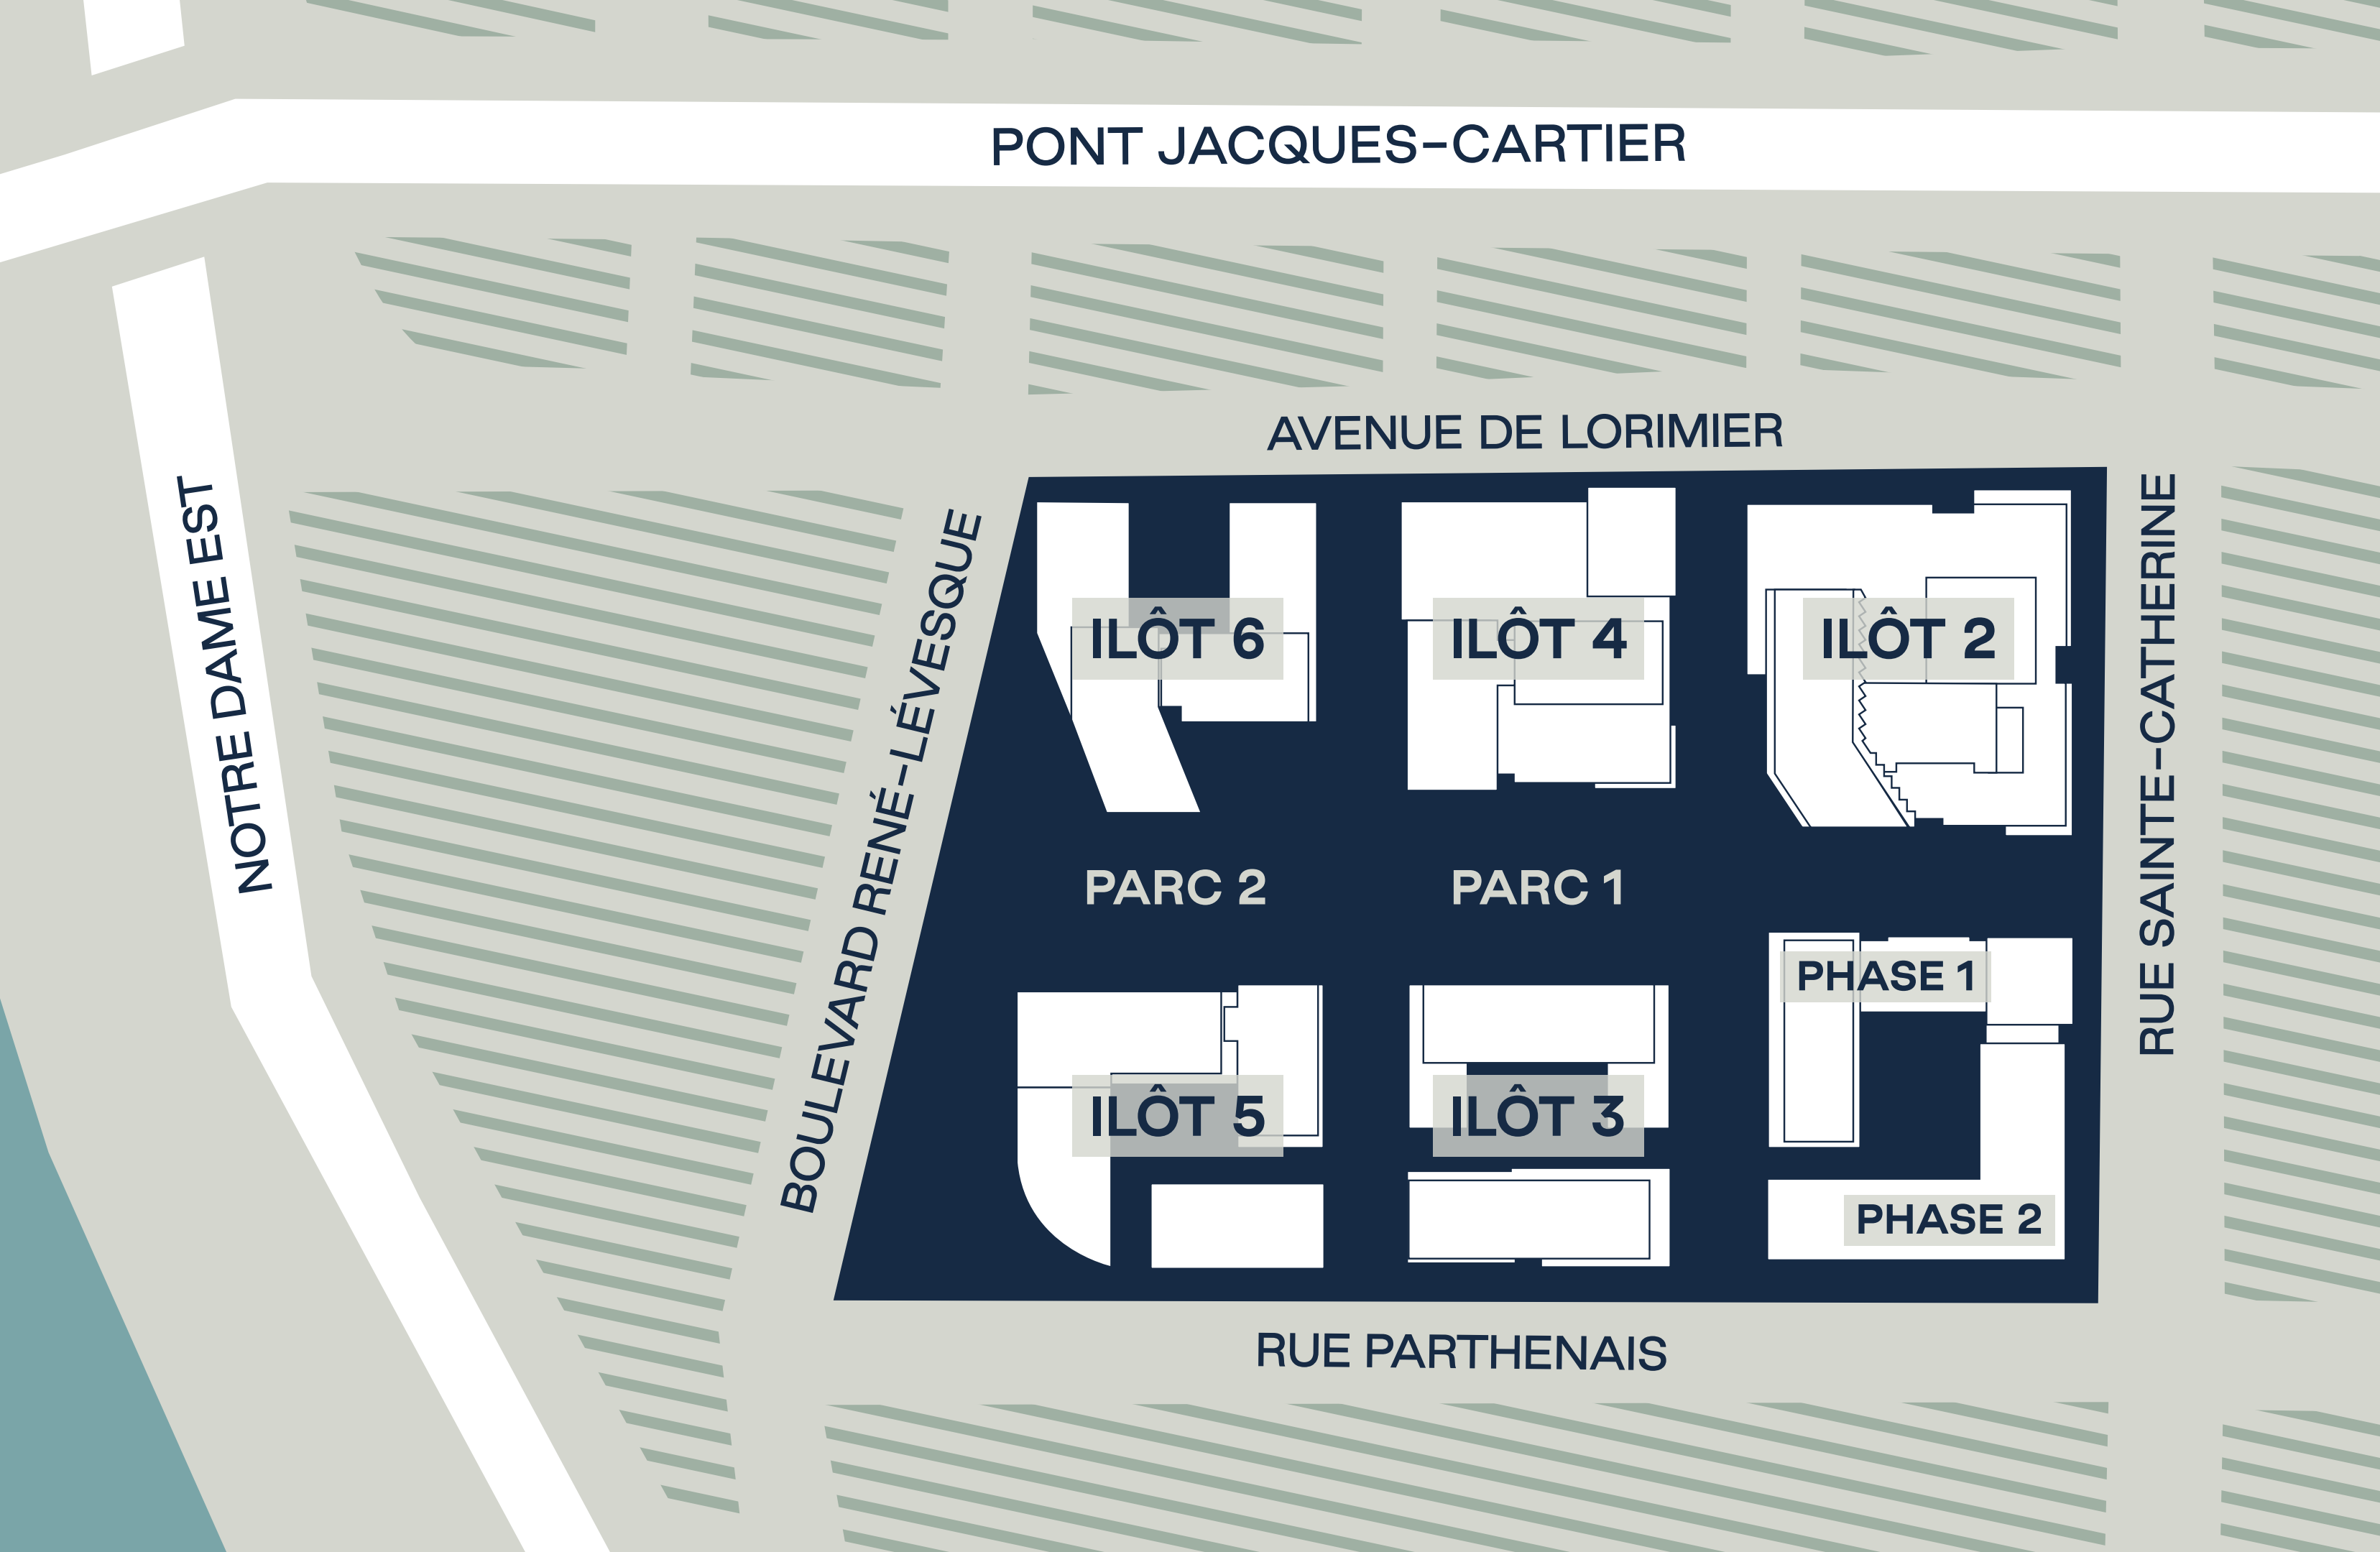 PONT JACQUES-CARTIER
AVENUE DE LORIMIER
NOTRE DAME EST
BOULEVARD RENÉ-LÉVESQUE
RUE SAINTE-CATHERINE
ILÔT 6
ILÔT 4
ILÔT 2
PARC 2
PARC 1
PHASE 1
ILÔT 5
ILÔT 3
PHASE 2
RUE PARTHENAIS